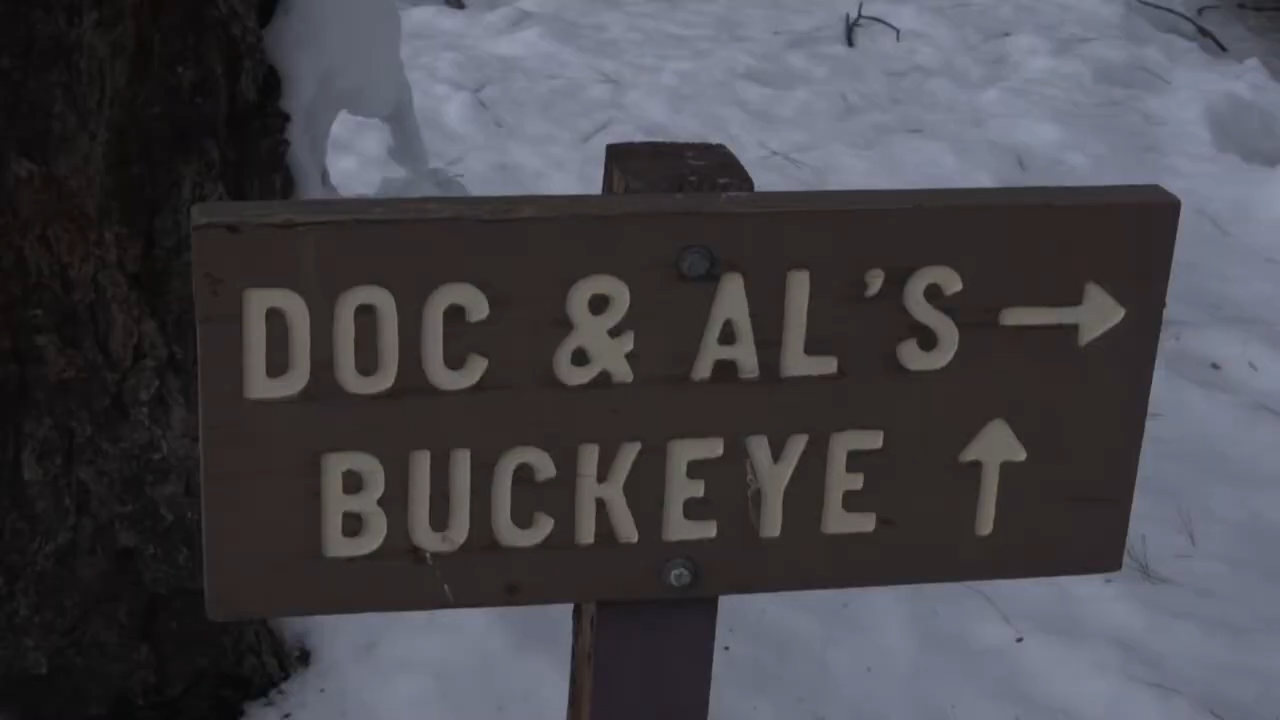 DOC & AL'S →
BUCKEYE ↑